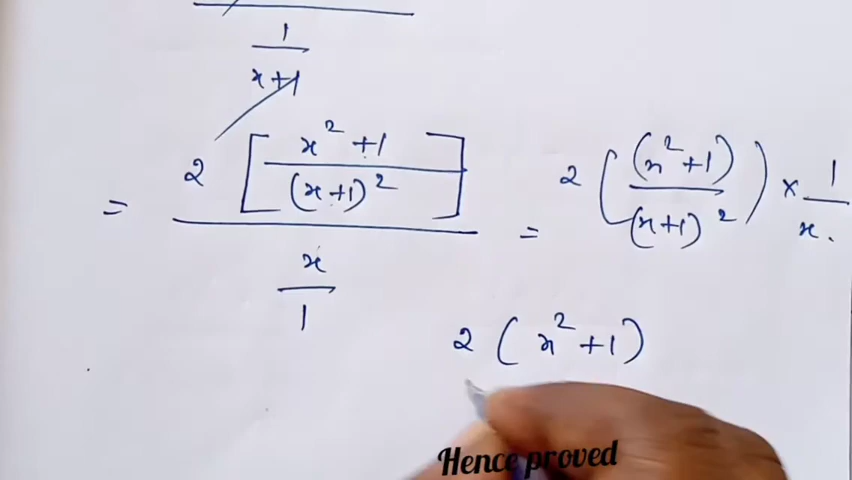 1
x+1
= 2 [ x² + 1 / (x+1)² ] / x / 1 = 2 ( (x²+1) / (x+1)² ) × 1 / x.
2 ( x² + 1 )
Hence proved